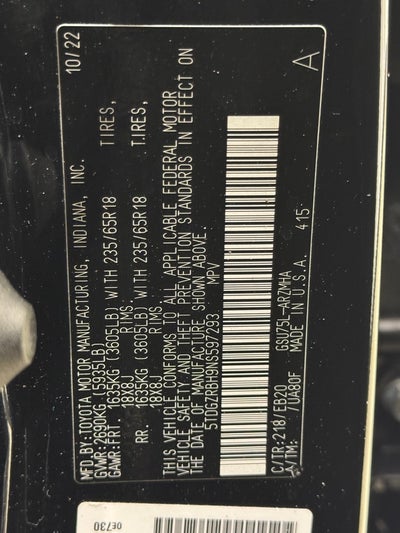 MFD.BY:TOYOTA MOTOR MANUFACTURING, INDIANA, INC. 10/22
GVWR:2690KG (5935LB)
GAWR:FRT. 1635KG (3605LB) WITH 235/65R18 TIRES,
18X8J RIMS,
RR. 1635KG (3605LB) WITH 235/65R18 TIRES,
18X8J RIMS,
THIS VEHICLE CONFORMS TO ALL APPLICABLE FEDERAL MOTOR
VEHICLE SAFETY AND THEFT PREVENTION STANDARDS IN EFFECT ON
THE DATE OF MANUFACTURE SHOWN ABOVE.
5TDGZRBH9NS597293 MPV
A
C/TR:218/EB20 GSU75L-ARZVHA 415
A/TM: /UA80F U.S.A.
0E730